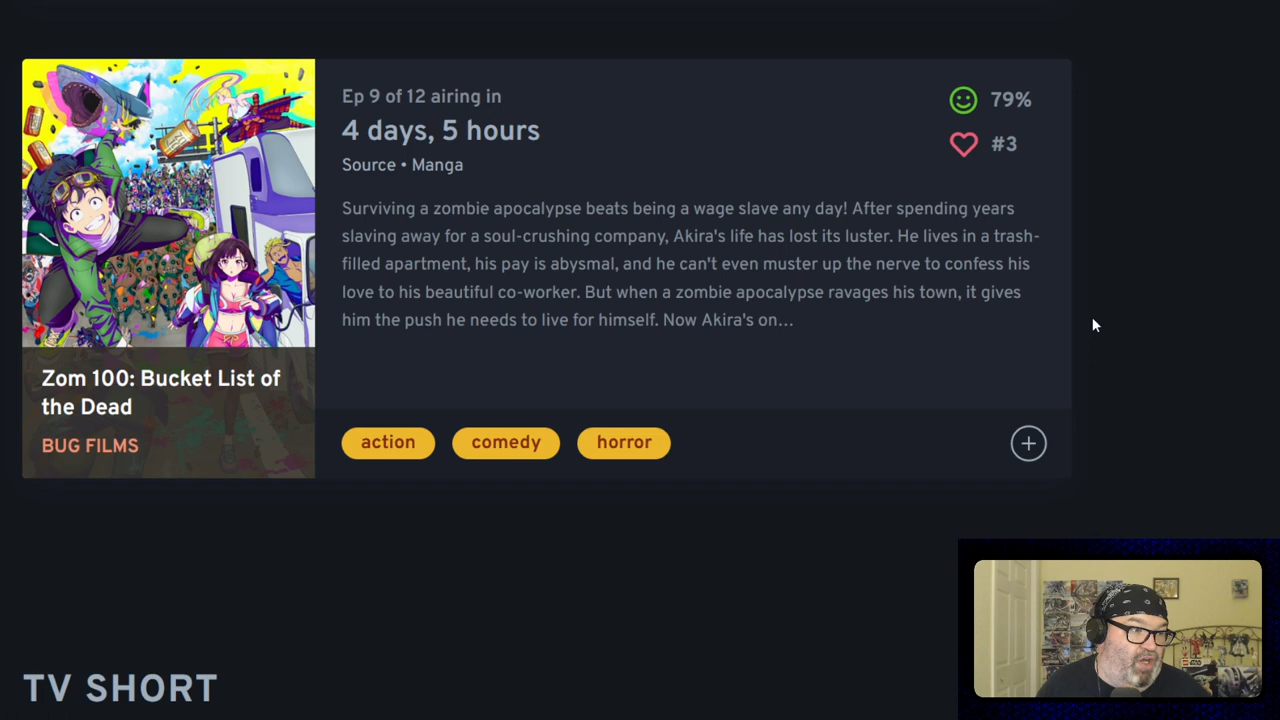 Ep 9 of 12 airing in
4 days, 5 hours
Source • Manga
79%
#3
Surviving a zombie apocalypse beats being a wage slave any day! After spending years
slaving away for a soul-crushing company, Akira's life has lost its luster. He lives in a trash-
filled apartment, his pay is abysmal, and he can't even muster up the nerve to confess his
love to his beautiful co-worker. But when a zombie apocalypse ravages his town, it gives
him the push he needs to live for himself. Now Akira's on…
Zom 100: Bucket List of
the Dead
BUG FILMS
action
comedy
horror
TV SHORT